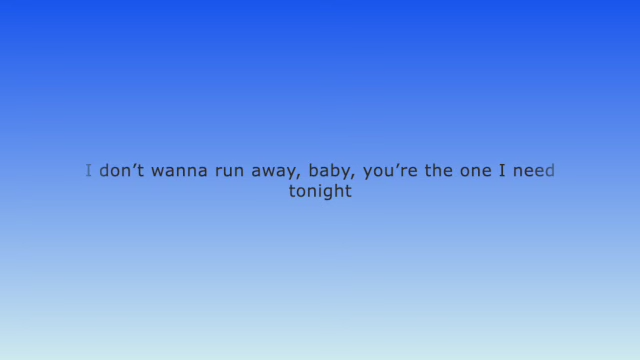 I don’t wanna run away, baby, you’re the one I need
tonight